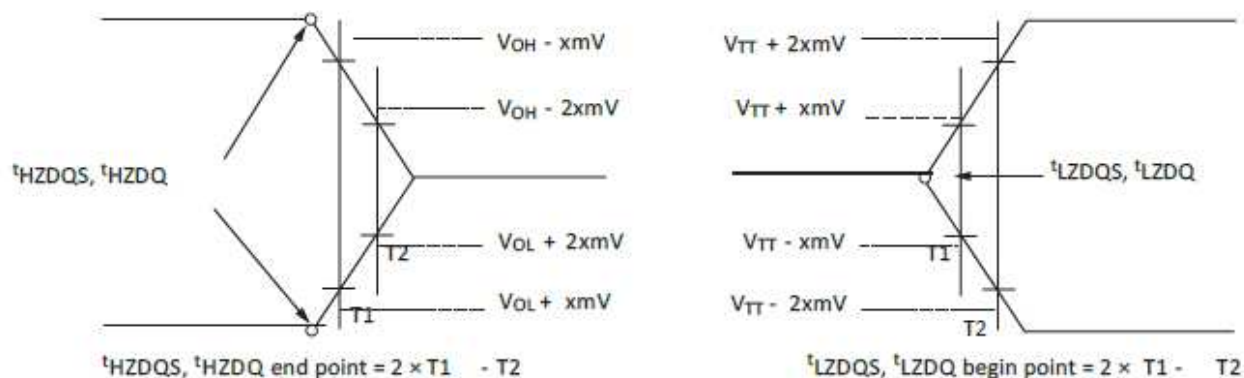 VOH - xmV
VTT + 2xmV
VOH - 2xmV
VTT + xmV
tHZDQS, tHZDQ
tLZDQS, tLZDQ
VOL + 2xmV
VTT - xmV
T2
T1
VOL + xmV
VTT - 2xmV
T1
T2
tHZDQS, tHZDQ end point = 2 × T1 - T2
tLZDQS, tLZDQ begin point = 2 × T1 - T2